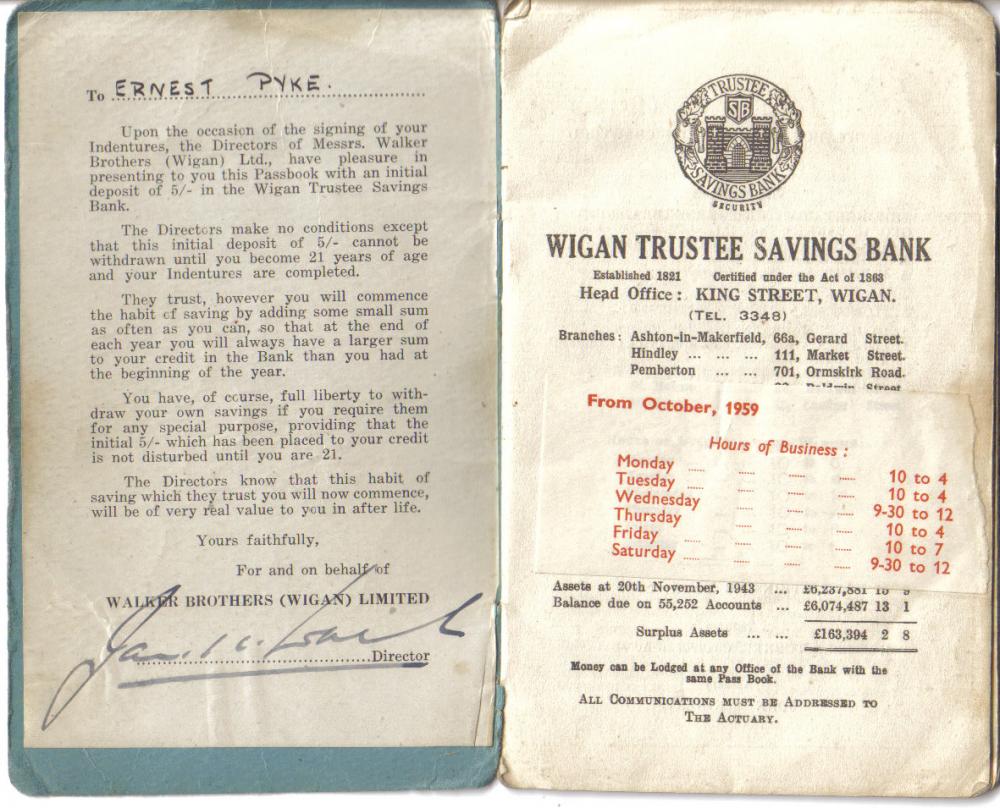 To ERNEST PYKE.
Upon the occasion of the signing of your
Indentures, the Directors of Messrs. Walker
Brothers (Wigan) Ltd., have pleasure in
presenting to you this Passbook with an initial
deposit of 5/- in the Wigan Trustee Savings
Bank.
The Directors make no conditions except
that this initial deposit of 5/- cannot be
withdrawn until you become 21 years of age
and your Indentures are completed.
They trust, however you will commence
the habit of saving by adding some small sum
as often as you can, so that at the end of
each year you will always have a larger sum
to your credit in the Bank than you had at
the beginning of the year.
You have, of course, full liberty to with-
draw your own savings if you require them
for any special purpose, providing that the
initial 5/- which has been placed to your credit
is not disturbed until you are 21.
The Directors know that this habit of
saving which they trust you will now commence,
will be of very real value to you in after life.
Yours faithfully,
For and on behalf of
WALKER BROTHERS (WIGAN) LIMITED
Director
TRUSTEE
STB
SAVINGS BANK
SECURITY
WIGAN TRUSTEE SAVINGS BANK
Established 1821 Certified under the Act of 1863
Head Office: KING STREET, WIGAN.
(TEL. 3348)
Branches: Ashton-in-Makerfield, 66a, Gerard Street.
Hindley ... ... ... 111, Market Street.
Pemberton ... ... 701, Ormskirk Road.
Street
From October, 1959
Hours of Business:
Monday 10 to 4
Tuesday 10 to 4
Wednesday 9-30 to 12
Thursday 10 to 4
Friday 10 to 7
Saturday 9-30 to 12
Assets at 20th November, 1943 ...
Balance due on 55,252 Accounts ... £6,074,487 13 1
Surplus Assets ... ... £163,394 2 8
Money can be Lodged at any Office of the Bank with the
same Pass Book.
ALL COMMUNICATIONS MUST BE ADDRESSED TO
THE ACTUARY.